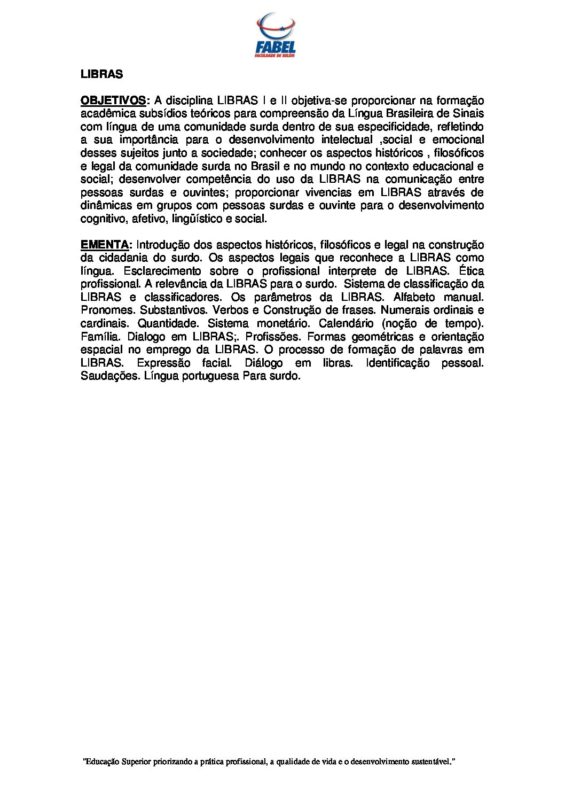 FABEL
FACULDADE DE BELÉM
LIBRAS
OBJETIVOS: A disciplina LIBRAS I e II objetiva-se proporcionar na formação
acadêmica subsídios teóricos para compreensão da Língua Brasileira de Sinais
com língua de uma comunidade surda dentro de sua especificidade, refletindo
a sua importância para o desenvolvimento intelectual ,social e emocional
desses sujeitos junto a sociedade; conhecer os aspectos históricos , filosóficos
e legal da comunidade surda no Brasil e no mundo no contexto educacional e
social; desenvolver competência do uso da LIBRAS na comunicação entre
pessoas surdas e ouvintes; proporcionar vivencias em LIBRAS através de
dinâmicas em grupos com pessoas surdas e ouvinte para o desenvolvimento
cognitivo, afetivo, lingüístico e social.
EMENTA: Introdução dos aspectos históricos, filosóficos e legal na construção
da cidadania do surdo. Os aspectos legais que reconhece a LIBRAS como
língua. Esclarecimento sobre o profissional interprete de LIBRAS. Ética
profissional. A relevância da LIBRAS para o surdo. Sistema de classificação da
LIBRAS e classificadores. Os parâmetros da LIBRAS. Alfabeto manual.
Pronomes. Substantivos. Verbos e Construção de frases. Numerais ordinais e
cardinais. Quantidade. Sistema monetário. Calendário (noção de tempo).
Família. Dialogo em LIBRAS;. Profissões. Formas geométricas e orientação
espacial no emprego da LIBRAS. O processo de formação de palavras em
LIBRAS. Expressão facial. Diálogo em libras. Identificação pessoal.
Saudações. Língua portuguesa Para surdo.
"Educação Superior priorizando a prática profissional, a qualidade de vida e o desenvolvimento sustentável."